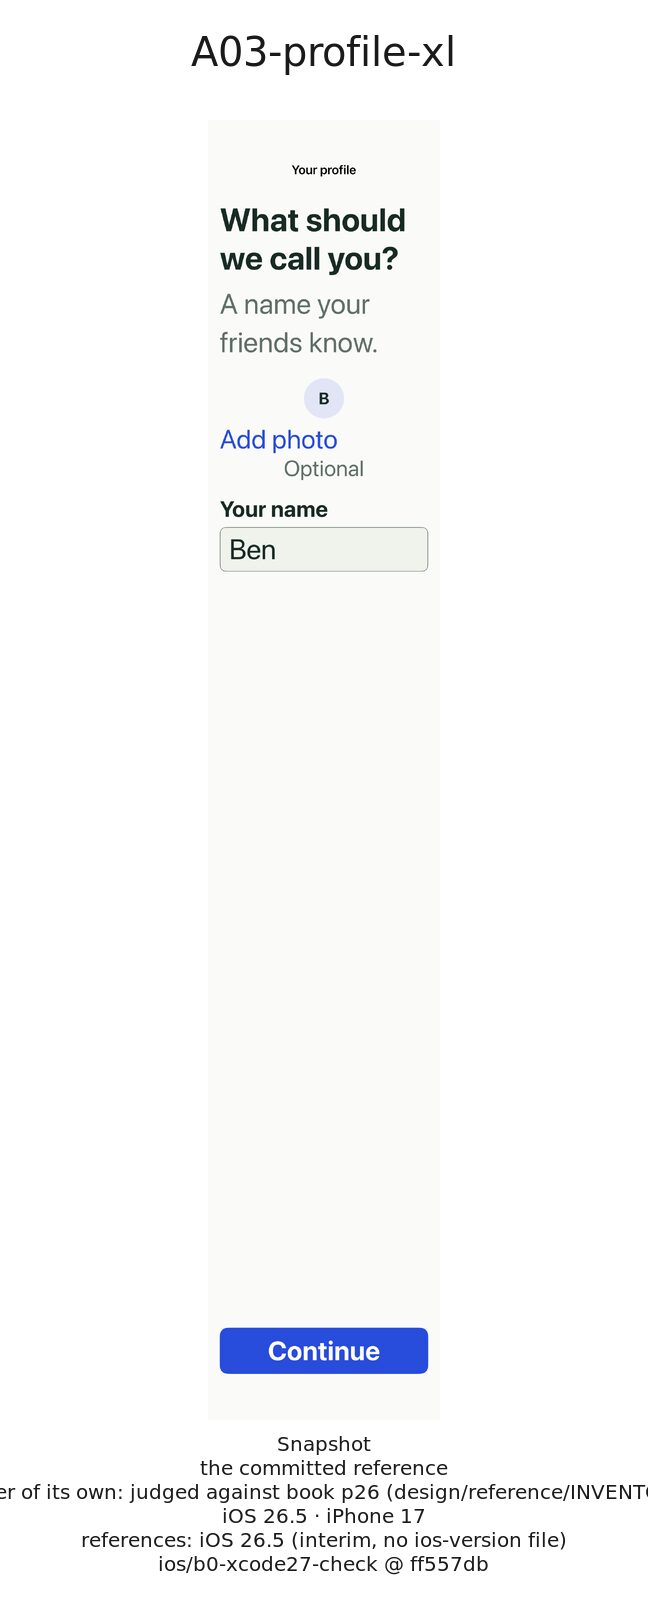 A03-profile-xl
Your profile
What should
we call you?
A name your
friends know.
B
Add photo
Optional
Your name
Ben
Continue
Snapshot
the committed reference
of its own: judged against book p26 (design/reference/
iOS 26.5 · iPhone 17
references: iOS 26.5 (interim, no ios-version file)
ios/b0-xcode27-check @ ff557db